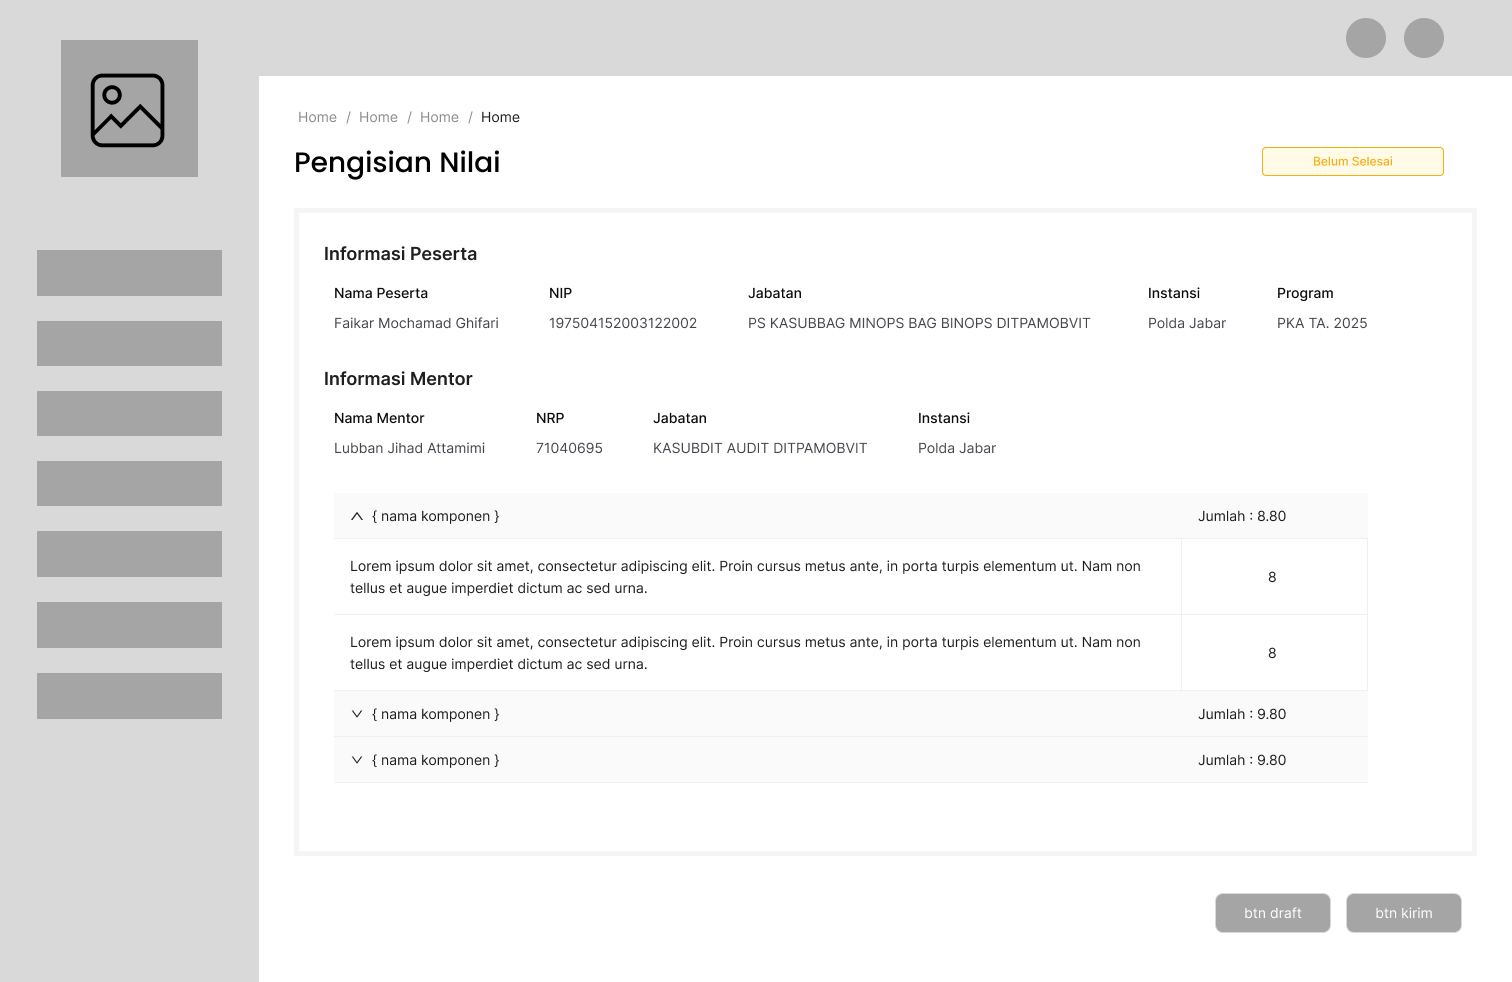 Home / Home / Home / Home
Pengisian Nilai
Belum Selesai
Informasi Peserta
Nama Peserta NIP Jabatan Instansi Program
Faikar Mochamad Ghifari 197504152003122002 PS KASUBBAG MINOPS BAG BINOPS DITPAMOBVIT Polda Jabar PKA TA. 2025
Informasi Mentor
Nama Mentor NRP Jabatan Instansi
Lubban Jihad Attamimi 71040695 KASUBDIT AUDIT DITPAMOBVIT Polda Jabar
{ nama komponen } Jumlah : 8.80
Lorem ipsum dolor sit amet, consectetur adipiscing elit. Proin cursus metus ante, in porta turpis elementum ut. Nam non
tellus et augue imperdiet dictum ac sed urna.
8
Lorem ipsum dolor sit amet, consectetur adipiscing elit. Proin cursus metus ante, in porta turpis elementum ut. Nam non
tellus et augue imperdiet dictum ac sed urna.
8
{ nama komponen } Jumlah : 9.80
{ nama komponen } Jumlah : 9.80
btn draft btn kirim